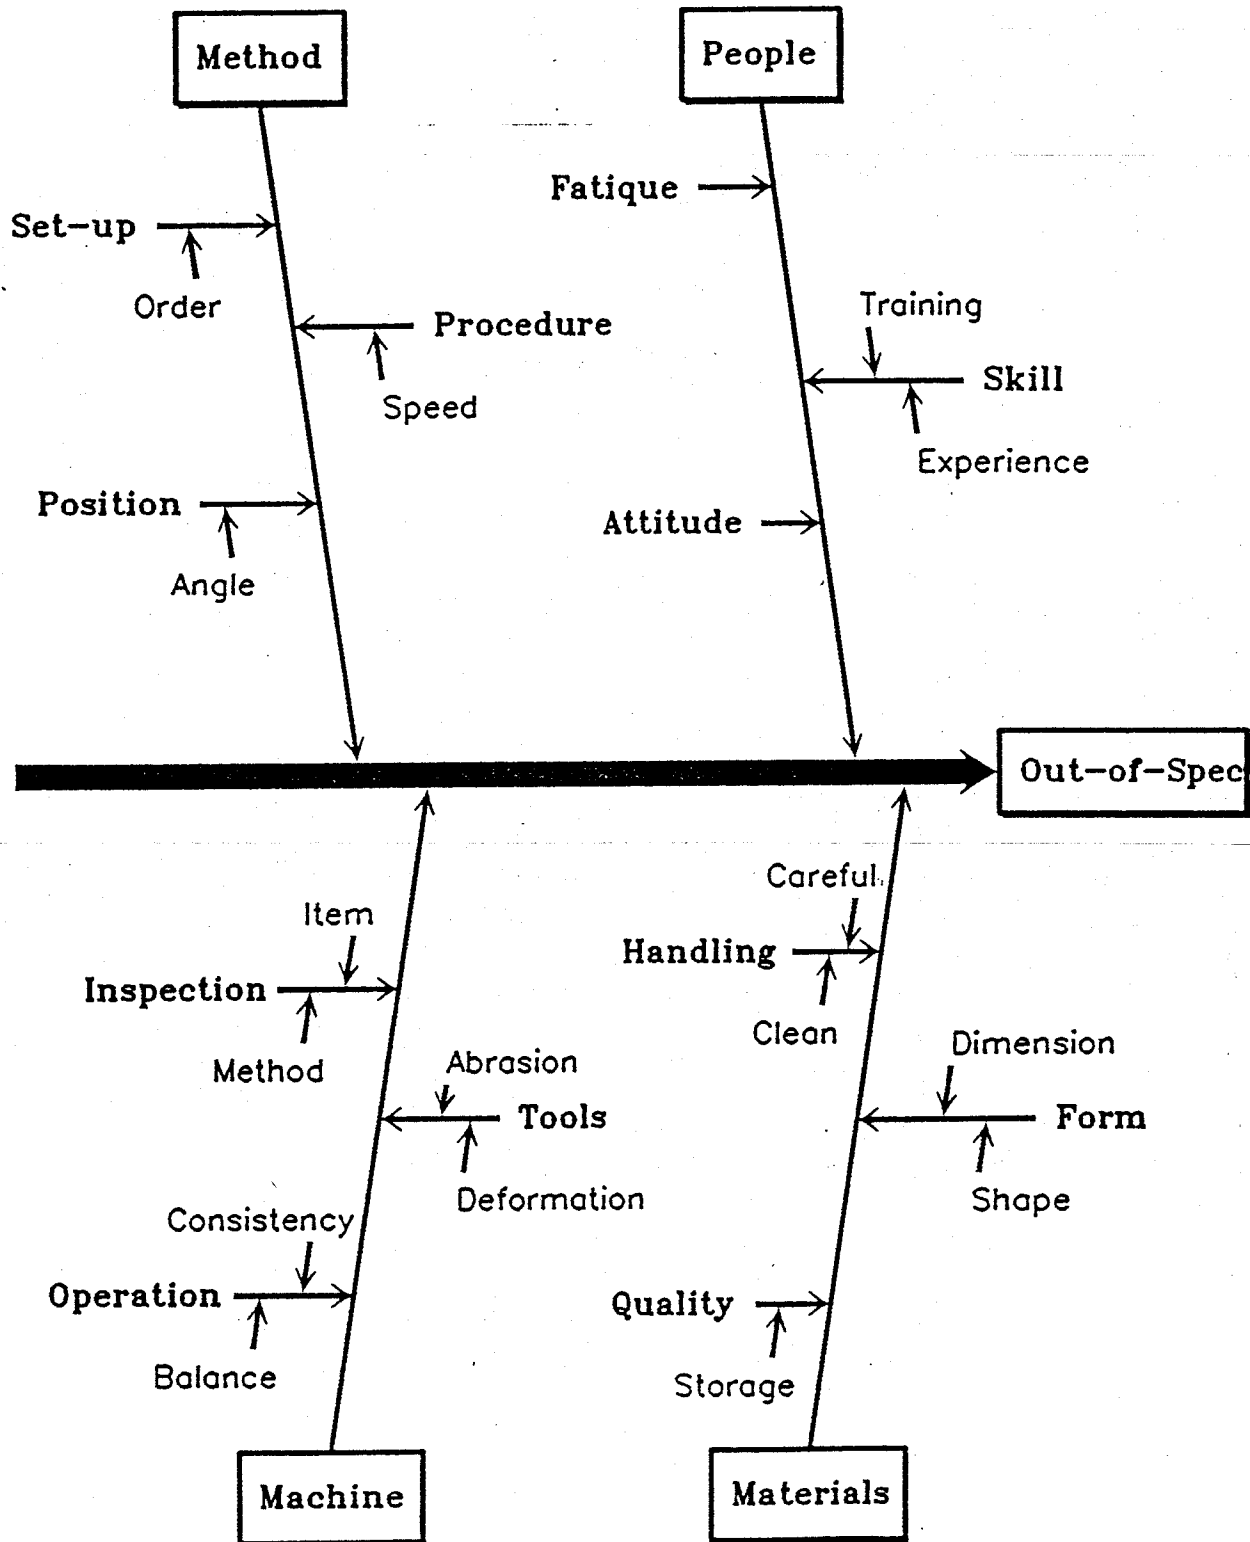 Method
People
Fatique
Set-up
Order
Training
Procedure
Skill
Speed
Experience
Position
Attitude
Angle
Out-of-Spec
Careful
Item
Handling
Inspection
Clean
Dimension
Method
Abrasion
Tools
Form
Deformation
Shape
Consistency
Operation
Quality
Balance
Storage
Machine
Materials